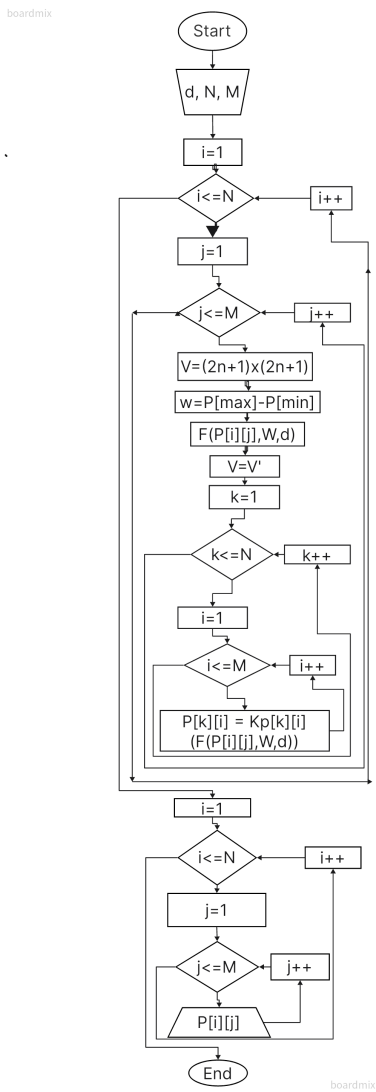 boardmix
Start
d, N, M
i=1
i<=N
i++
j=1
j<=M
j++
V=(2n+1)x(2n+1)
w=P[max]-P[min]
F(P[i][j],W,d)
V=V'
k=1
k<=N
k++
i=1
i<=M
i++
P[k][i] = Kp[k][i]
(F(P[i][j],W,d))
i=1
i<=N
i++
j=1
j<=M
j++
P[i][j]
End
boardmix